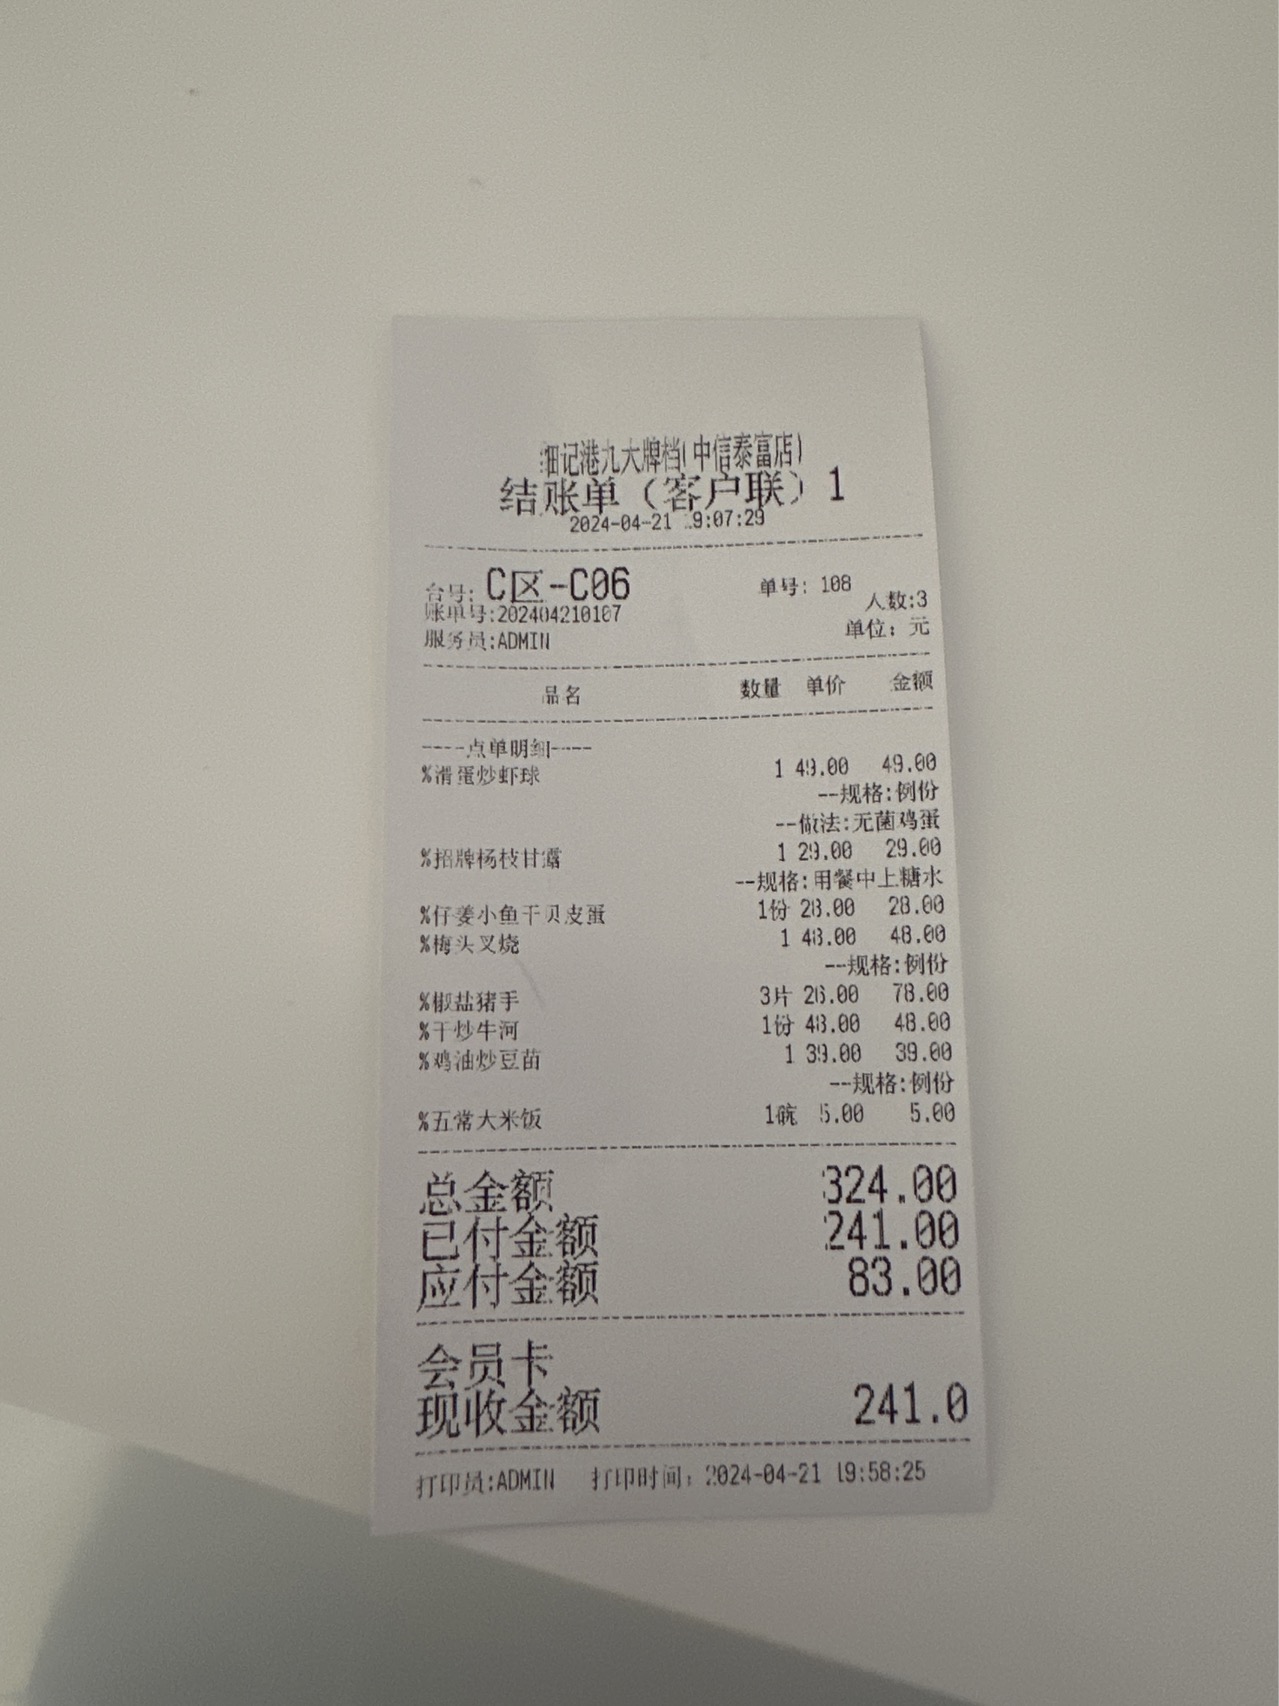 细记港九大牌档(中信泰富店)
结账单（客户联）1
2024-04-21 19:07:29
台号: C区-C06 单号: 108
人数:3
账单号:202404210107
服务员:ADMIN 单位: 元
品名 数量 单价 金额
----点单明细----
%滑蛋炒虾球 1 49.00 49.00
--规格:例份
--做法:无菌鸡蛋
%招牌杨枝甘露 1 29.00 29.00
--规格:用餐中上糖水
%仔姜小鱼干贝皮蛋 1份 28.00 28.00
%梅头叉烧 1 48.00 48.00
--规格:例份
%椒盐猪手 3片 26.00 78.00
%干炒牛河 1份 48.00 48.00
%鸡油炒豆苗 1 39.00 39.00
--规格:例份
%五常大米饭 1碗 5.00 5.00
总金额 324.00
已付金额 241.00
应付金额 83.00
会员卡
现收金额 241.0
打印员:ADMIN 打印时间: 2024-04-21 19:58:25